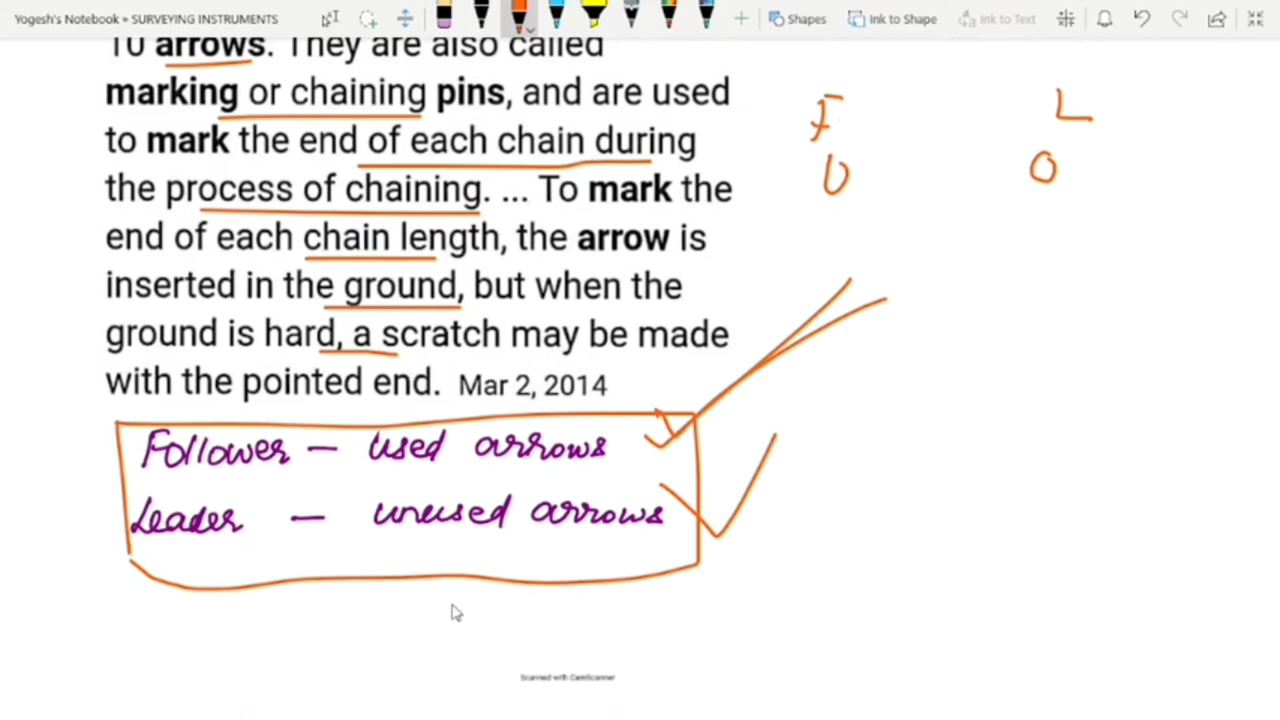 Yogesh's Notebook » SURVEYING INSTRUMENTS
Shapes
Ink to Shape
Ink to Text
10 arrows. They are also called
marking or chaining pins, and are used
to mark the end of each chain during
the process of chaining. ... To mark the
end of each chain length, the arrow is
inserted in the ground, but when the
ground is hard, a scratch may be made
with the pointed end. Mar 2, 2014
F L
Follower – used arrows
Leader – unused arrows
Scanned with CamScanner